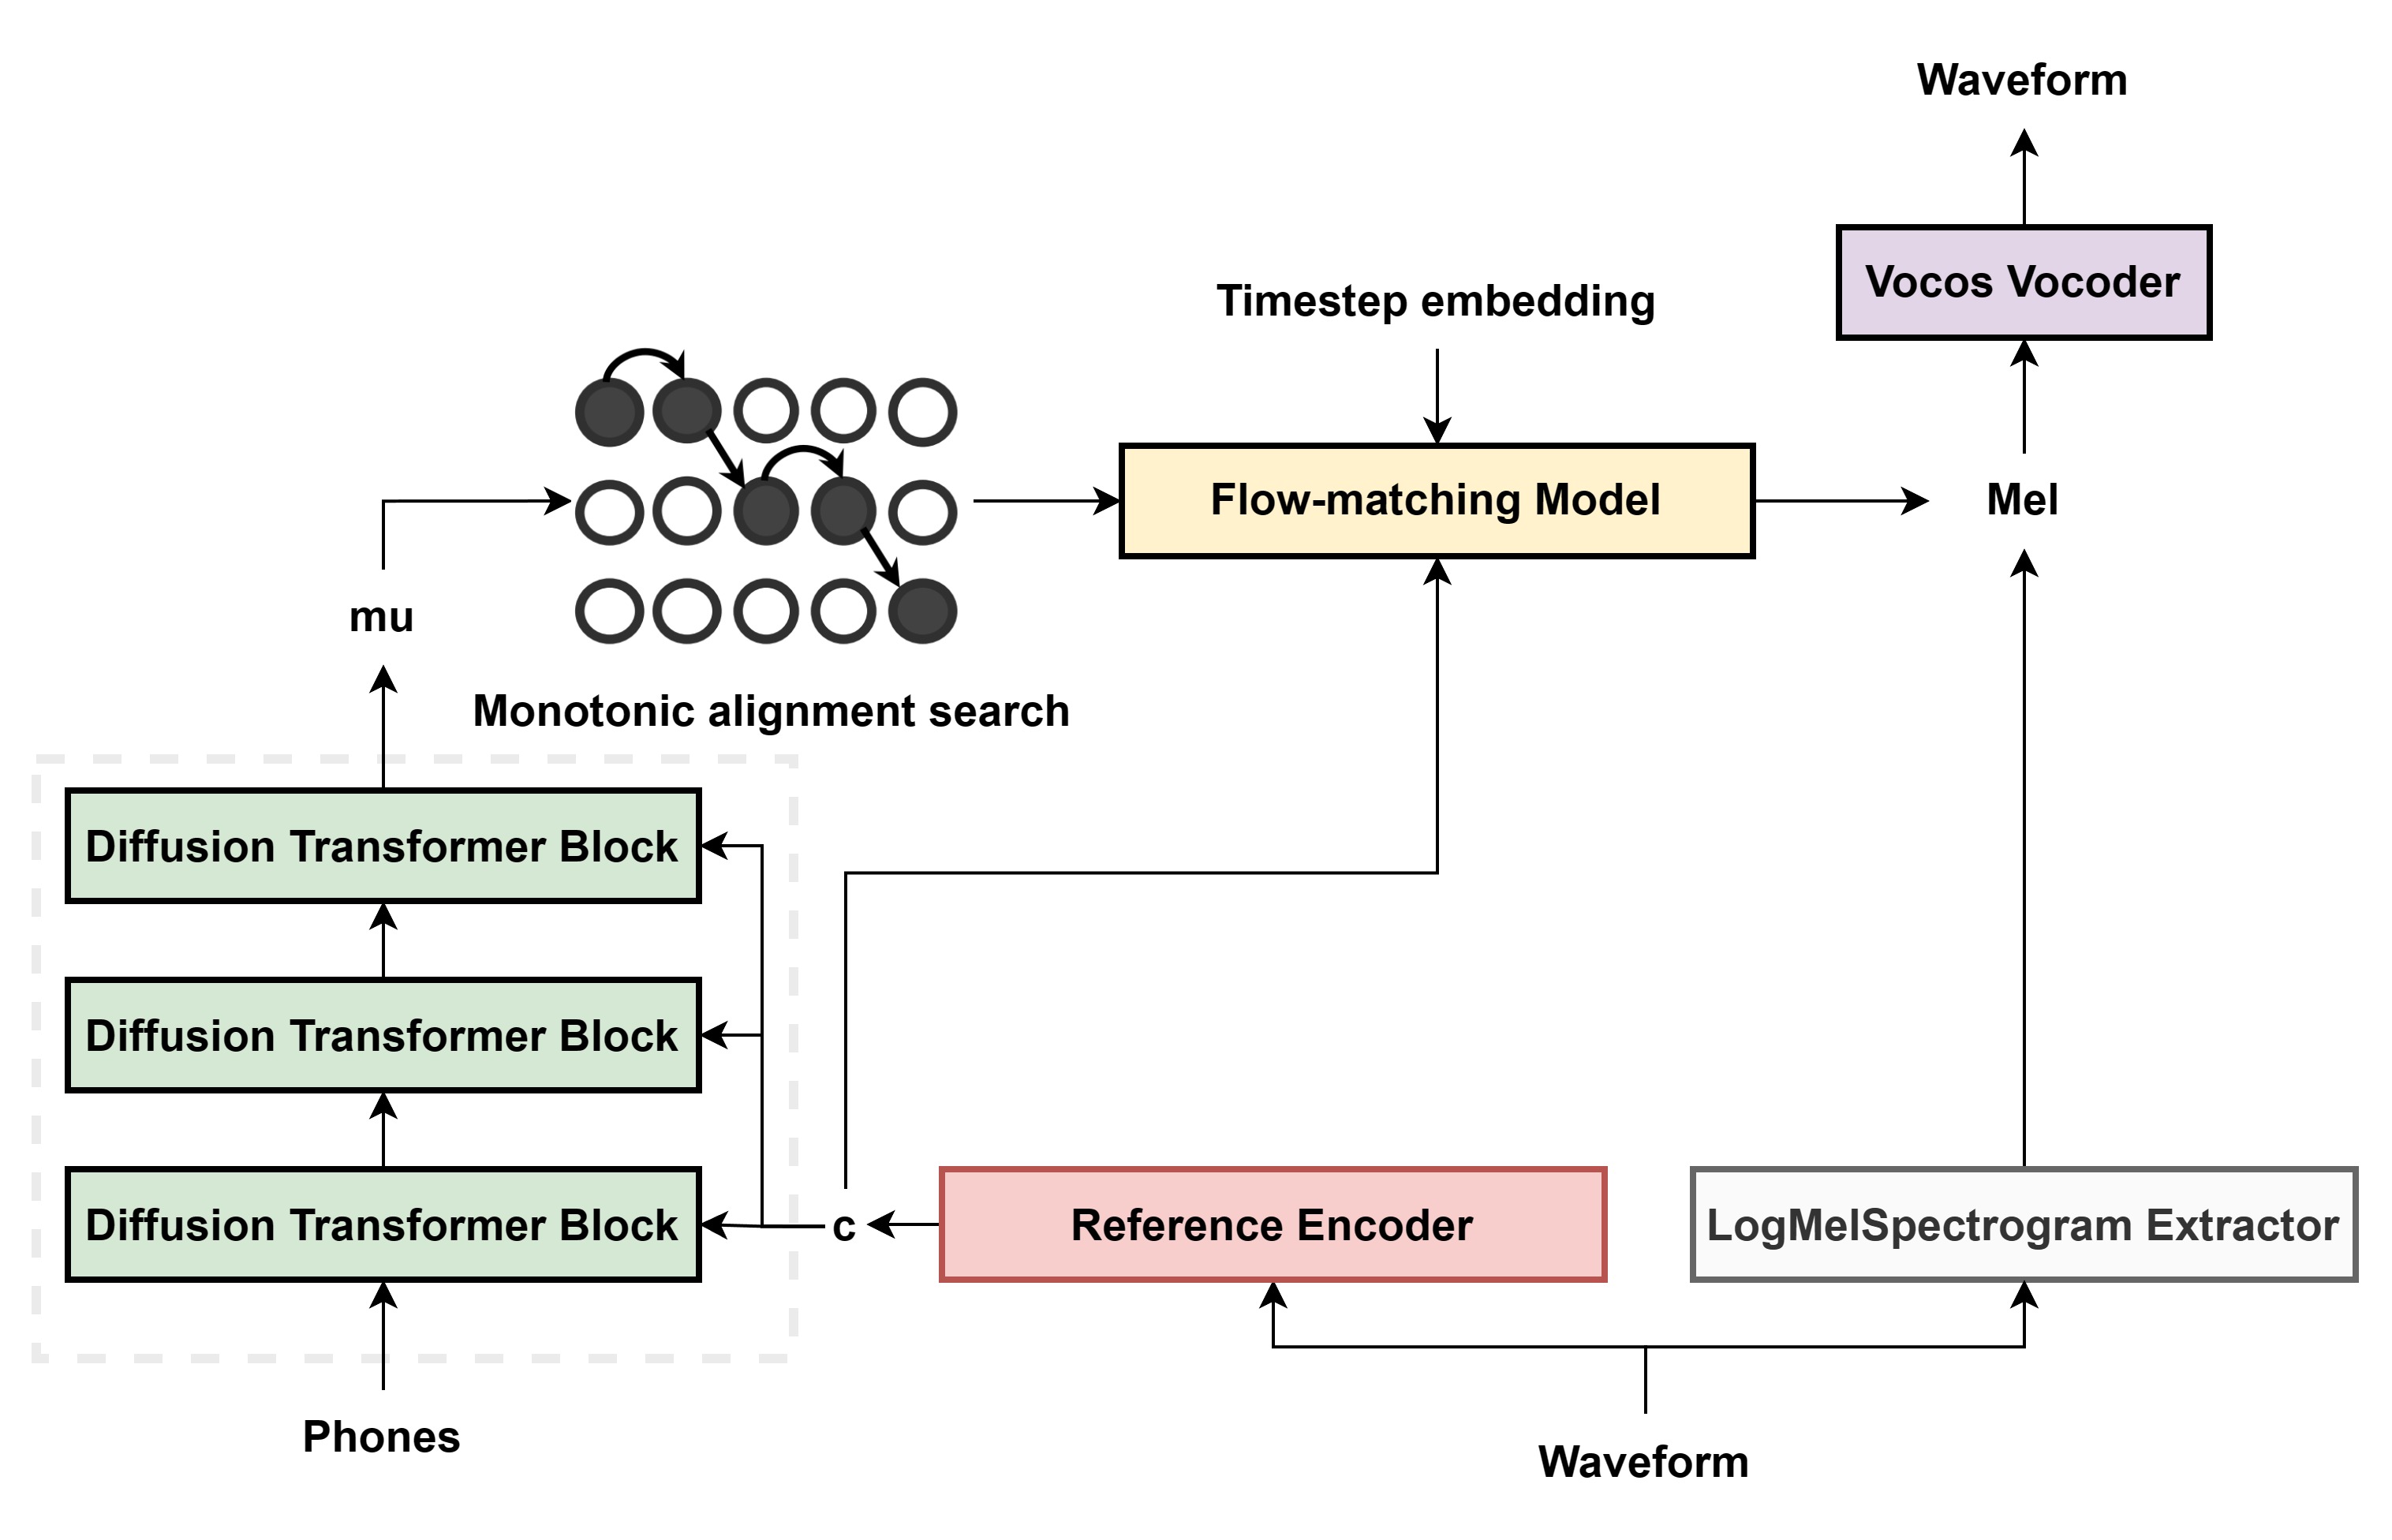 Waveform
Vocos Vocoder
Timestep embedding
Flow-matching Model
Mel
mu
Monotonic alignment search
Diffusion Transformer Block
Diffusion Transformer Block
Diffusion Transformer Block
c
Reference Encoder
LogMelSpectrogram Extractor
Phones
Waveform